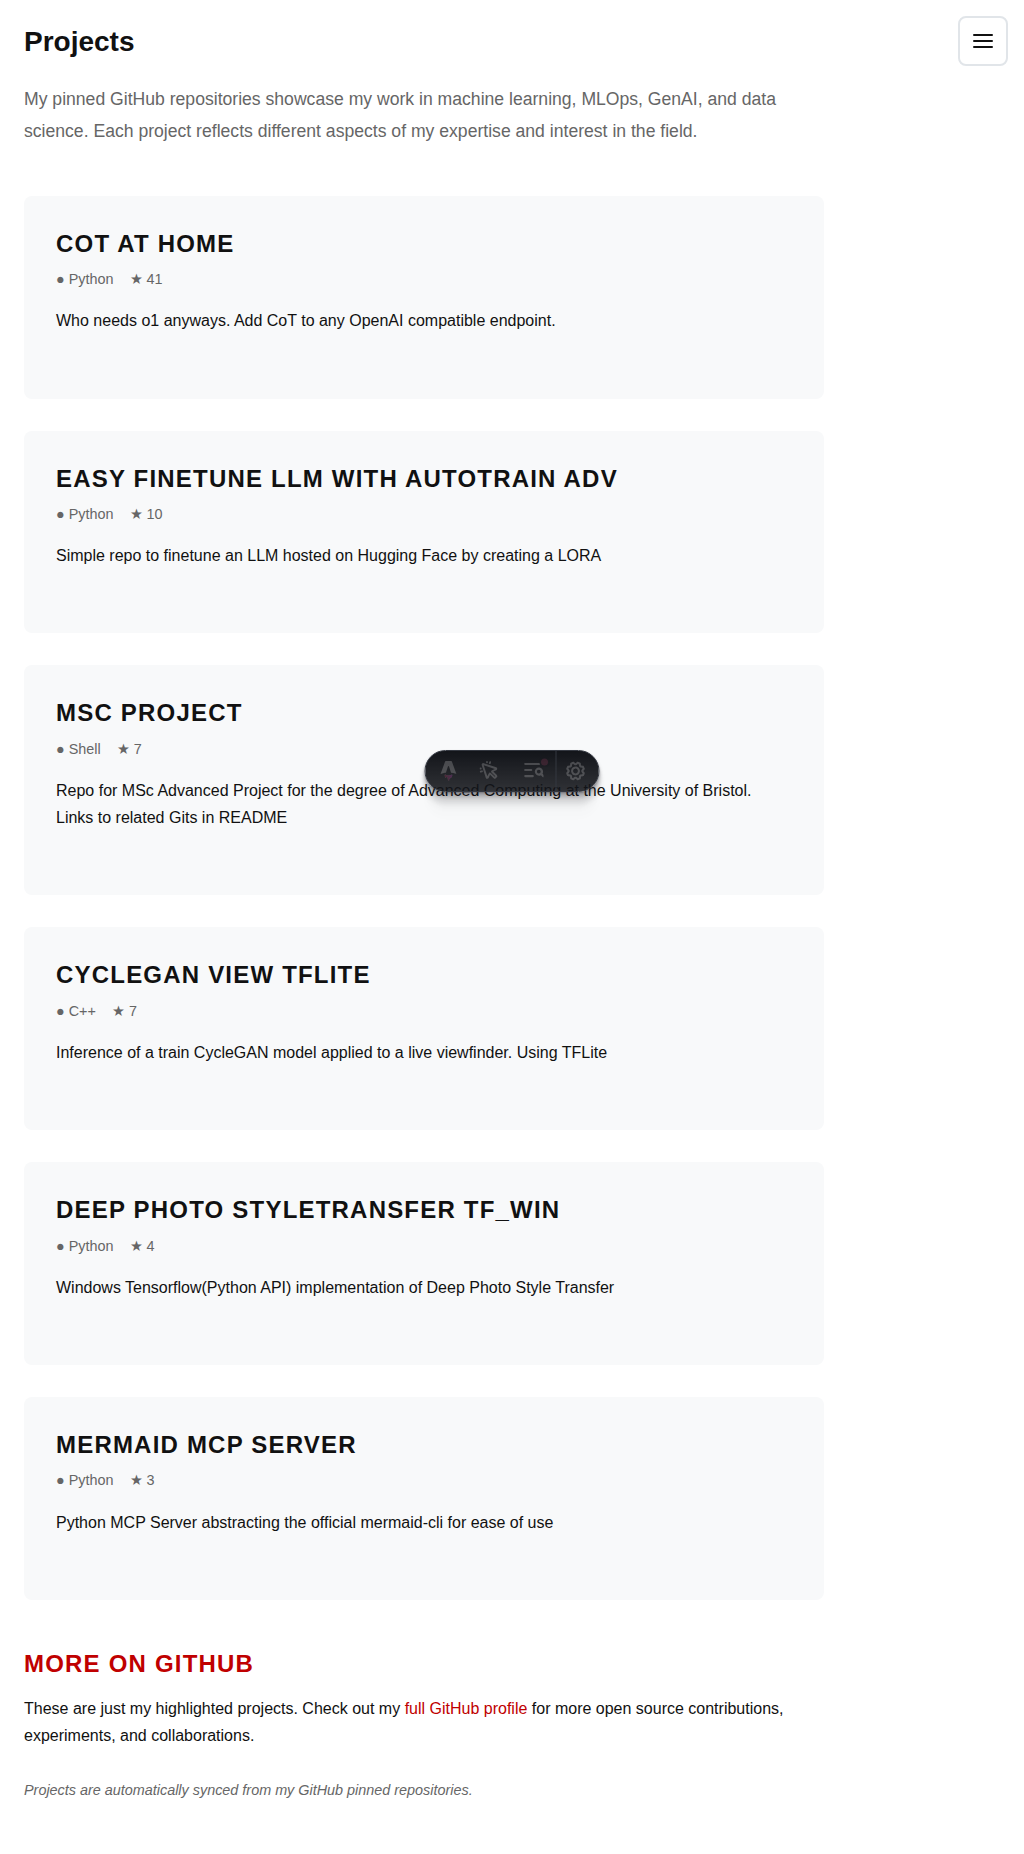 Projects
My pinned GitHub repositories showcase my work in machine learning, MLOps, GenAI, and data
science. Each project reflects different aspects of my expertise and interest in the field.
COT AT HOME
● Python ★ 41
Who needs o1 anyways. Add CoT to any OpenAI compatible endpoint.
EASY FINETUNE LLM WITH AUTOTRAIN ADV
● Python ★ 10
Simple repo to finetune an LLM hosted on Hugging Face by creating a LORA
MSC PROJECT
● Shell ★ 7
Repo for MSc Advanced Project for the degree of Advanced Computing at the University of Bristol.
Links to related Gits in README
CYCLEGAN VIEW TFLITE
● C++ ★ 7
Inference of a train CycleGAN model applied to a live viewfinder. Using TFLite
DEEP PHOTO STYLETRANSFER TF_WIN
● Python ★ 4
Windows Tensorflow(Python API) implementation of Deep Photo Style Transfer
MERMAID MCP SERVER
● Python ★ 3
Python MCP Server abstracting the official mermaid-cli for ease of use
MORE ON GITHUB
These are just my highlighted projects. Check out my full GitHub profile for more open source contributions,
experiments, and collaborations.
Projects are automatically synced from my GitHub pinned repositories.